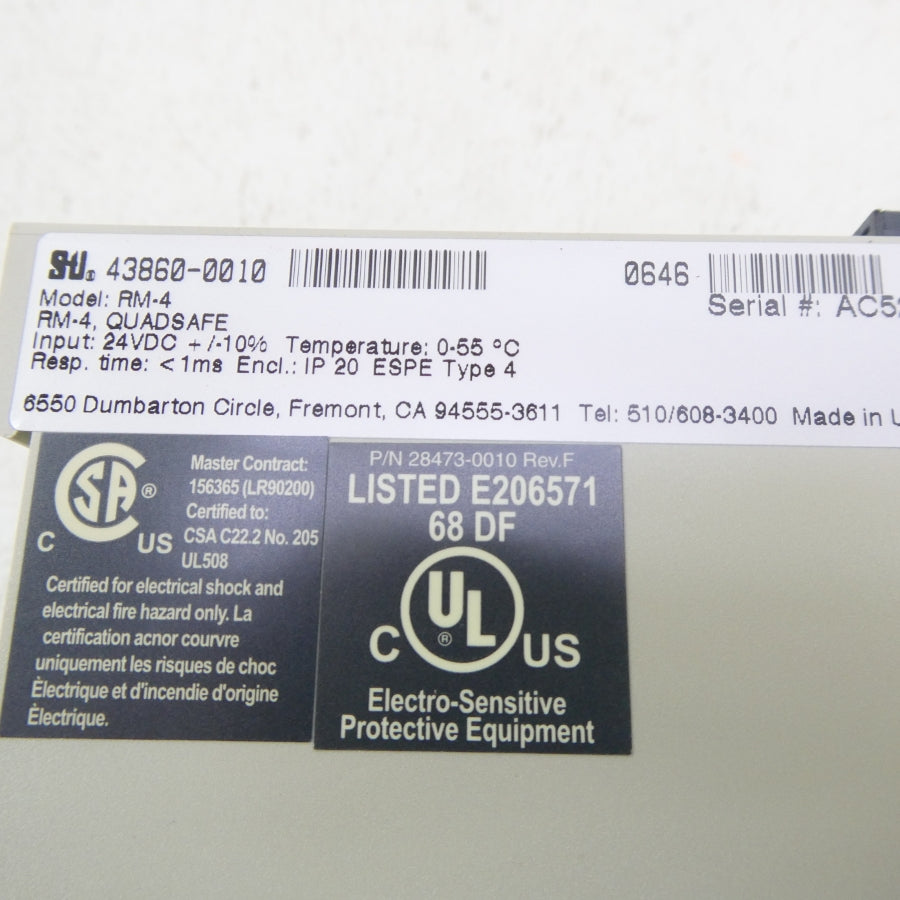 STI® 43860-0010
0646
Serial #: AC52
Model: RM-4
RM-4, QUADSAFE
Input: 24VDC +/-10% Temperature: 0-55 °C
Resp. time: <1ms Encl.: IP 20 ESPE Type 4
6550 Dumbarton Circle, Fremont, CA 94555-3611 Tel: 510/608-3400 Made in U
SA®
C US
Master Contract:
156365 (LR90200)
Certified to:
CSA C22.2 No. 205
UL508
Certified for electrical shock and
electrical fire hazard only. La
certification acnor courvre
uniquement les risques de choc
Èlectrique et d'incendie d'origine
Èlectrique.
P/N 28473-0010 Rev.F
LISTED E206571
68 DF
C UL® US
Electro-Sensitive
Protective Equipment